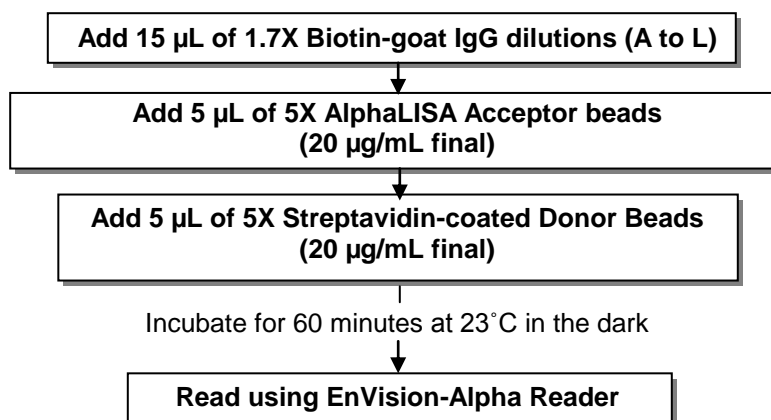 Add 15 µL of 1.7X Biotin-goat IgG dilutions (A to L)
Add 5 µL of 5X AlphaLISA Acceptor beads
(20 µg/mL final)
Add 5 µL of 5X Streptavidin-coated Donor Beads
(20 µg/mL final)
Incubate for 60 minutes at 23˚C in the dark
Read using EnVision-Alpha Reader